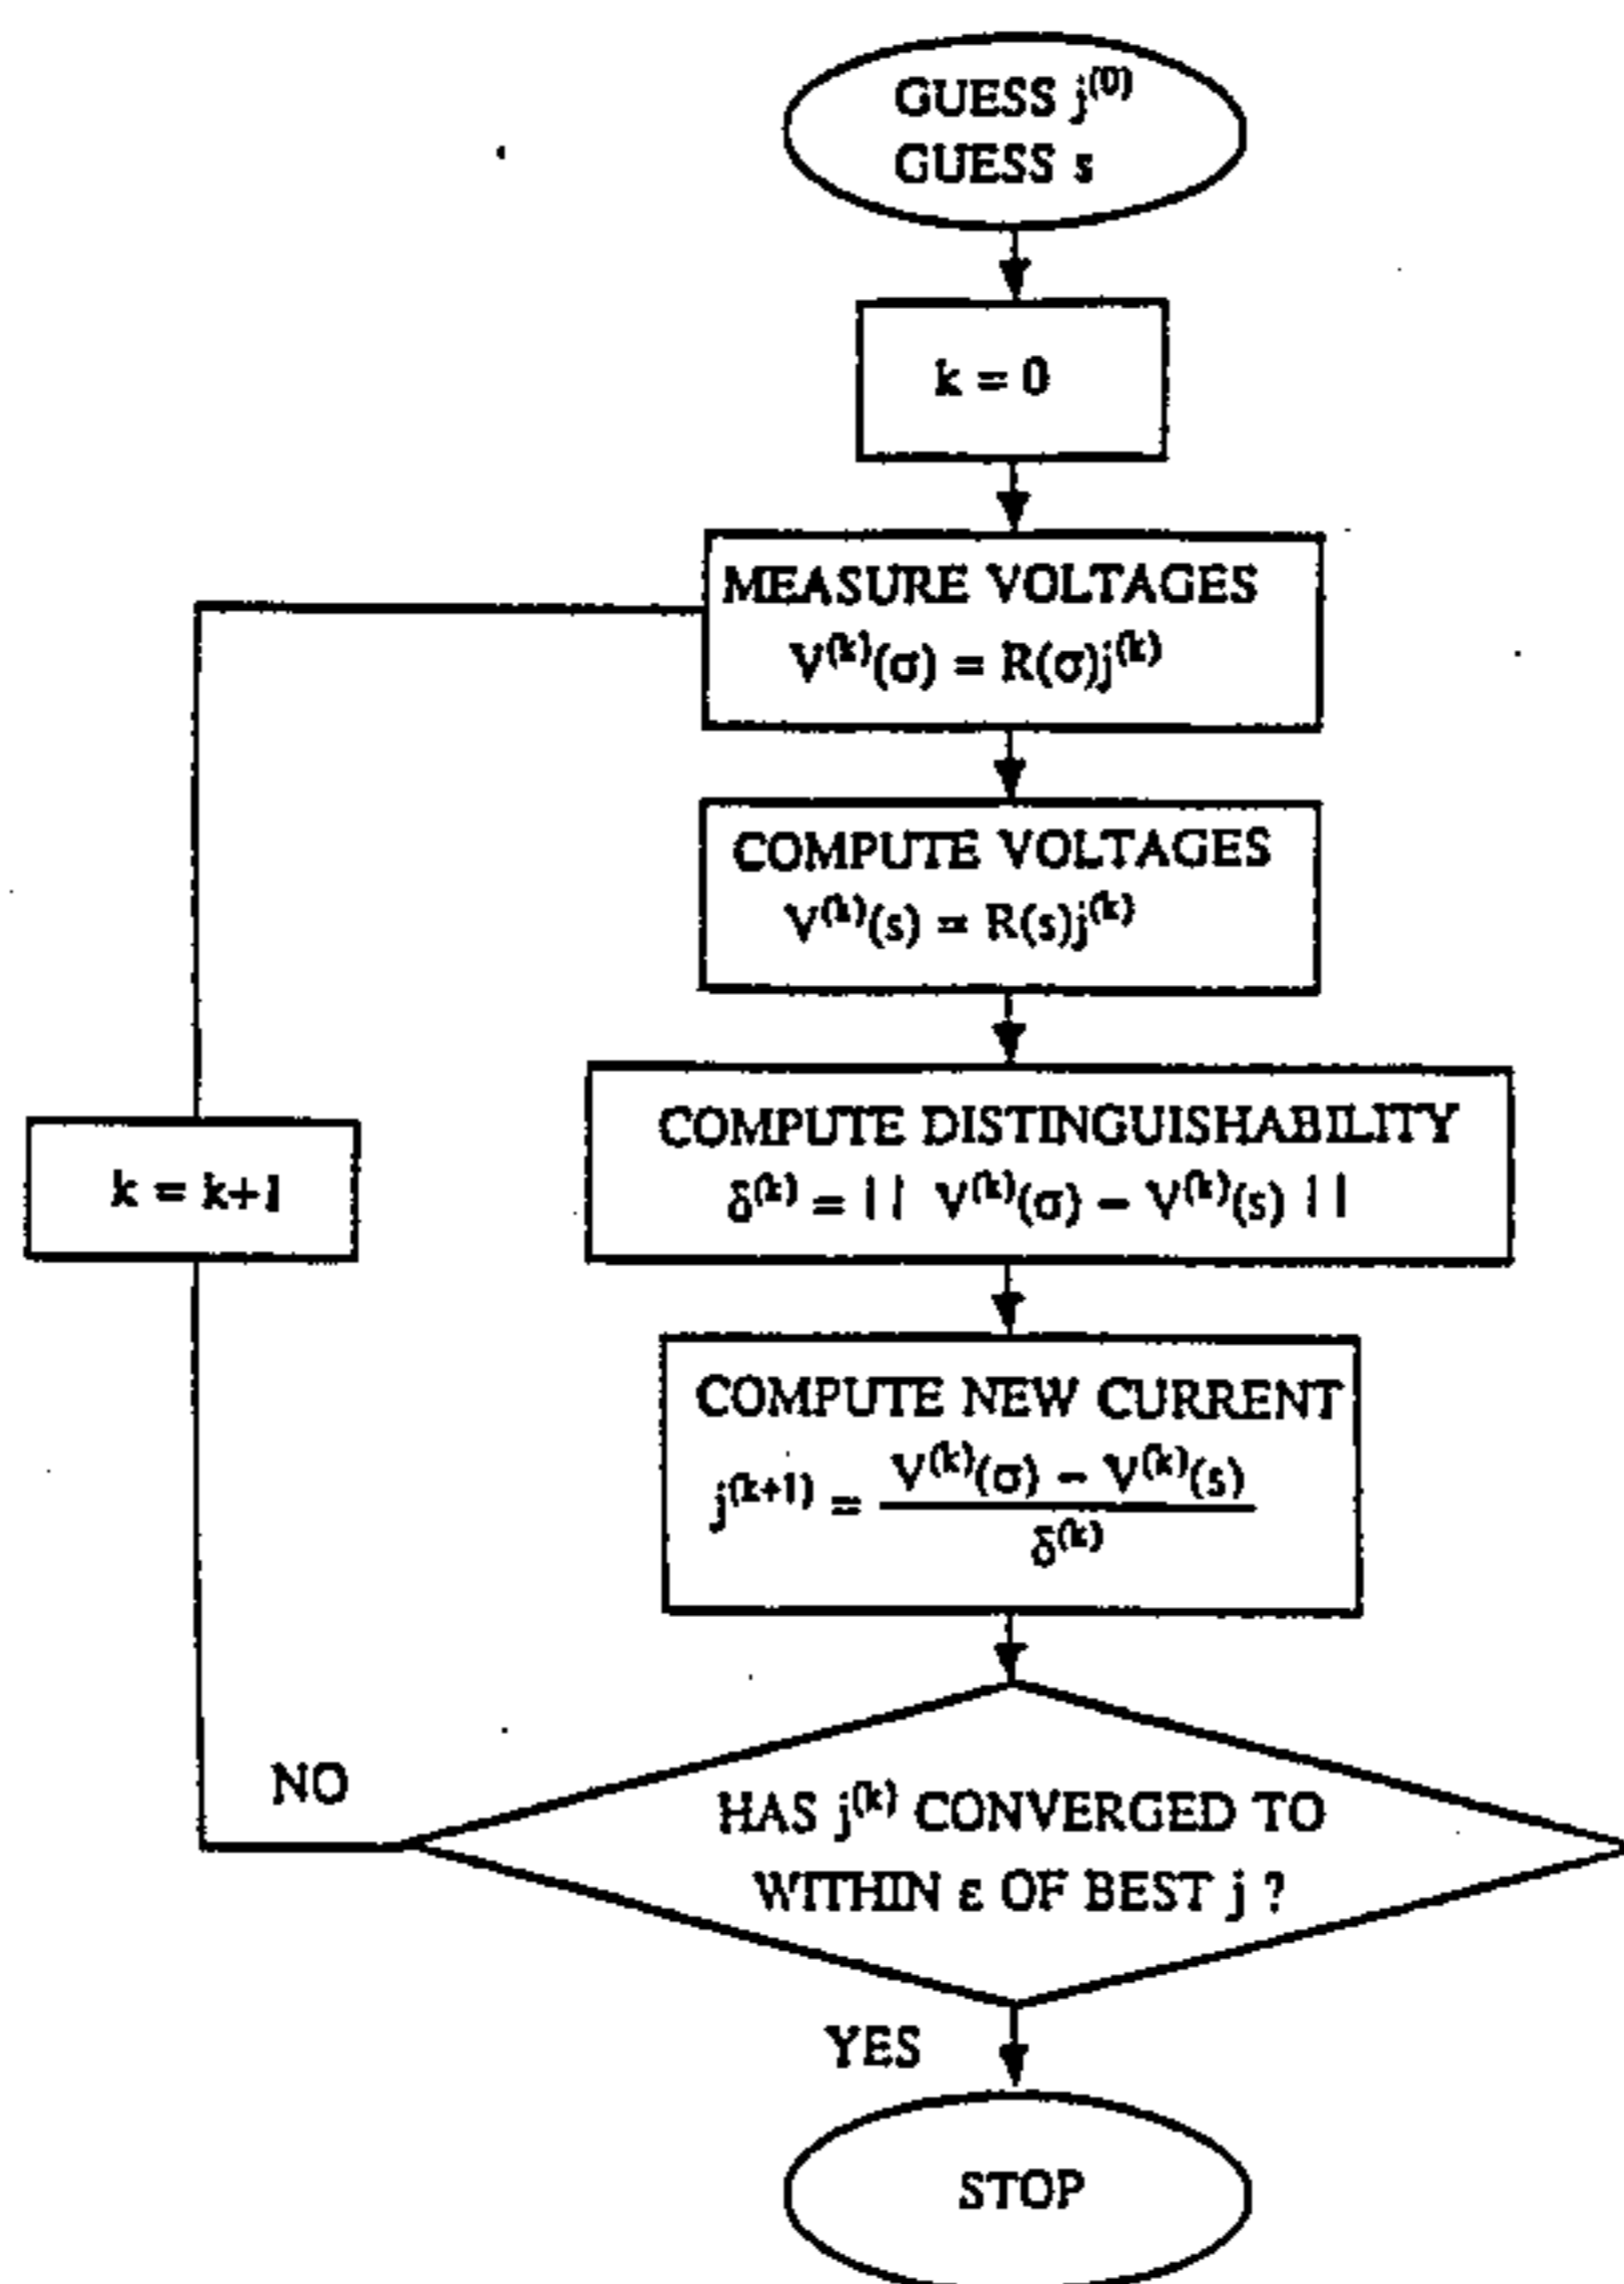 GUESS j⁽⁰⁾
GUESS s
k = 0
MEASURE VOLTAGES
V⁽ᵏ⁾(σ) = R(σ)j⁽ᵏ⁾
COMPUTE VOLTAGES
V⁽ᵏ⁾(s) = R(s)j⁽ᵏ⁾
COMPUTE DISTINGUISHABILITY
δ⁽ᵏ⁾ = || V⁽ᵏ⁾(σ) – V⁽ᵏ⁾(s) ||
k = k+1
COMPUTE NEW CURRENT
j⁽ᵏ⁺¹⁾ = V⁽ᵏ⁾(σ) – V⁽ᵏ⁾(s)
δ⁽ᵏ⁾
NO
HAS j⁽ᵏ⁾ CONVERGED TO
WITHIN ε OF BEST j ?
YES
STOP